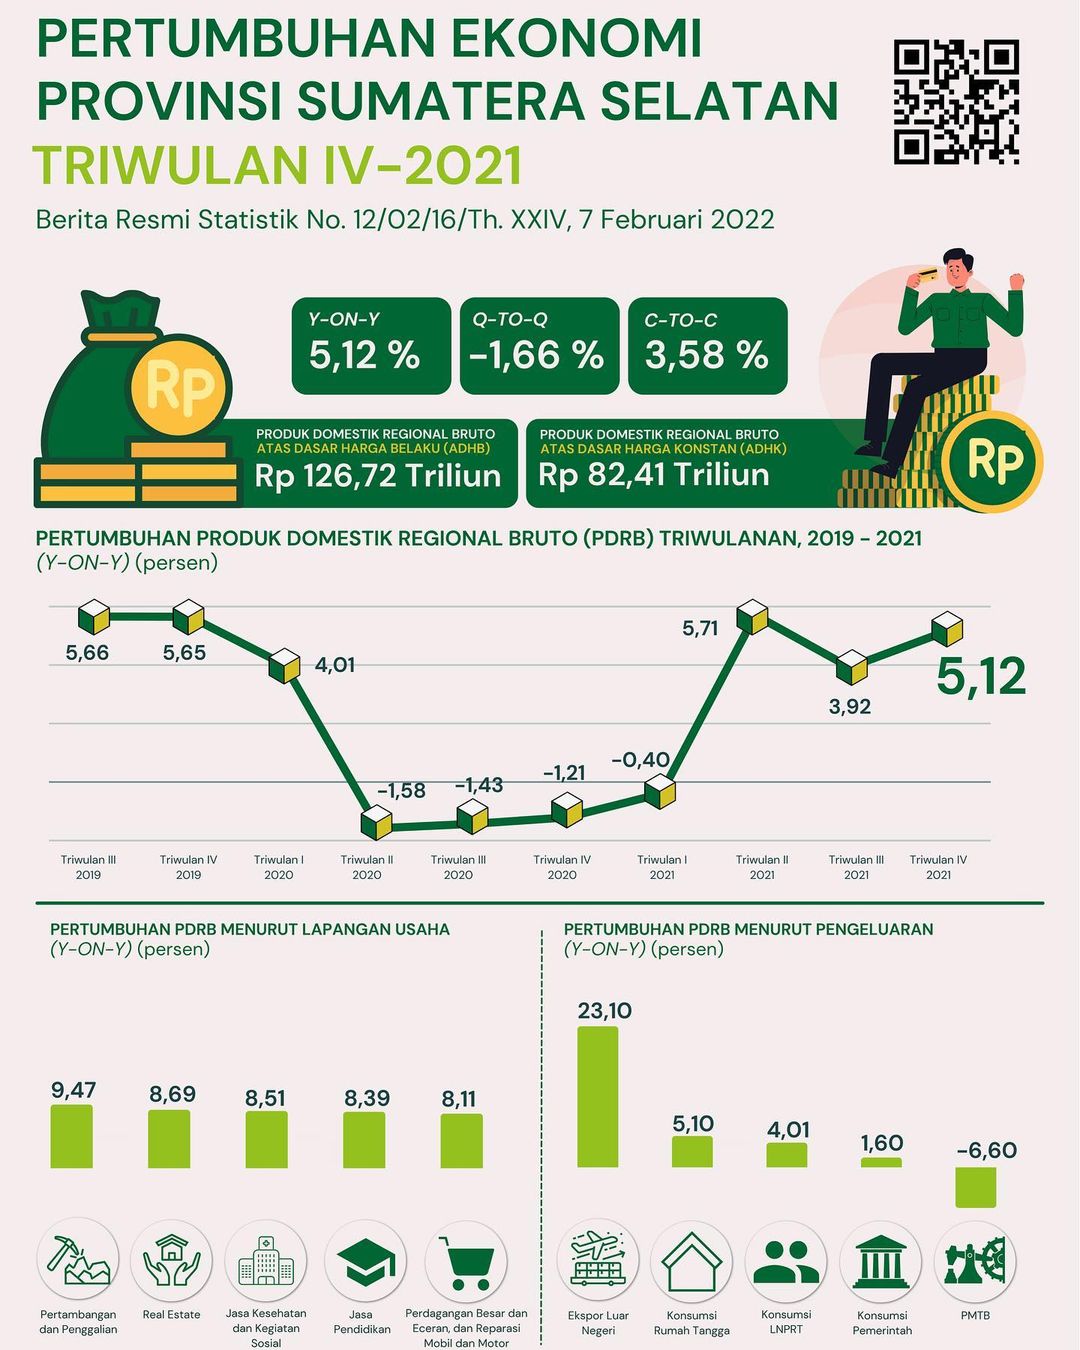 PERTUMBUHAN EKONOMI
PROVINSI SUMATERA SELATAN
TRIWULAN IV-2021
Berita Resmi Statistik No. 12/02/16/Th. XXIV, 7 Februari 2022
Y-ON-Y
5,12 %
Q-TO-Q
-1,66 %
C-TO-C
3,58 %
Rp
PRODUK DOMESTIK REGIONAL BRUTO
ATAS DASAR HARGA BELAKU (ADHB)
Rp 126,72 Triliun
PRODUK DOMESTIK REGIONAL BRUTO
ATAS DASAR HARGA KONSTAN (ADHK)
Rp 82,41 Triliun
Rp
PERTUMBUHAN PRODUK DOMESTIK REGIONAL BRUTO (PDRB) TRIWULANAN, 2019 - 2021
(Y-ON-Y) (persen)
5,66
5,65
4,01
-1,58
-1,43
-1,21
-0,40
5,71
3,92
5,12
Triwulan III
2019
Triwulan IV
2019
Triwulan I
2020
Triwulan II
2020
Triwulan III
2020
Triwulan IV
2020
Triwulan I
2021
Triwulan II
2021
Triwulan III
2021
Triwulan IV
2021
PERTUMBUHAN PDRB MENURUT LAPANGAN USAHA
(Y-ON-Y) (persen)
9,47
8,69
8,51
8,39
8,11
Pertambangan
dan Penggalian
Real Estate
Jasa Kesehatan
dan Kegiatan
Sosial
Jasa
Pendidikan
Perdagangan Besar dan
Eceran, dan Reparasi
Mobil dan Motor
PERTUMBUHAN PDRB MENURUT PENGELUARAN
(Y-ON-Y) (persen)
23,10
5,10
4,01
1,60
-6,60
Ekspor Luar
Negeri
Konsumsi
Rumah Tangga
Konsumsi
LNPRT
Konsumsi
Pemerintah
PMTB